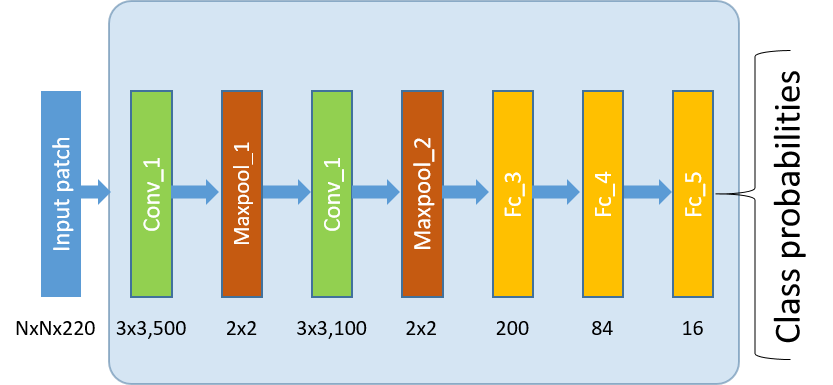 Input patch
Conv_1
Maxpool_1
Conv_1
Maxpool_2
Fc_3
Fc_4
Fc_5
Class probabilities
NxNx220
3x3,500
2x2
3x3,100
2x2
200
84
16